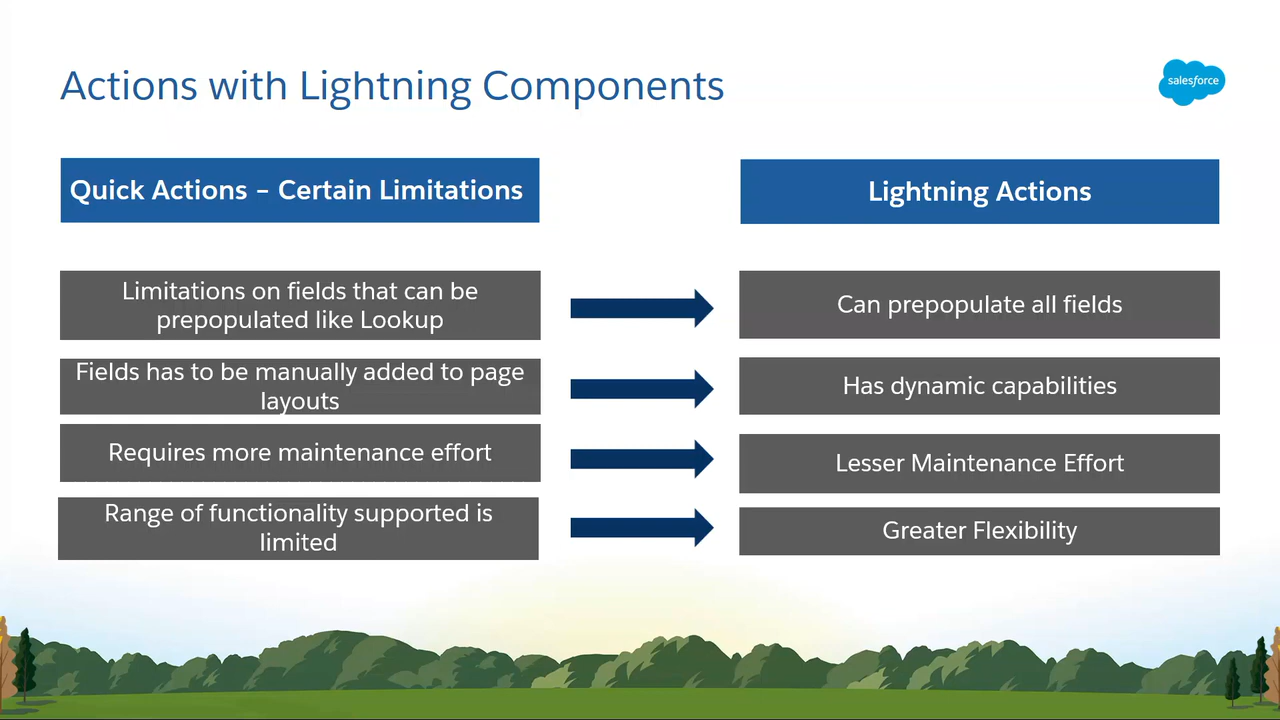 Actions with Lightning Components
salesforce
Quick Actions – Certain Limitations
Lightning Actions
Limitations on fields that can be
prepopulated like Lookup
Can prepopulate all fields
Fields has to be manually added to page
layouts
Has dynamic capabilities
Requires more maintenance effort
Lesser Maintenance Effort
Range of functionality supported is
limited
Greater Flexibility